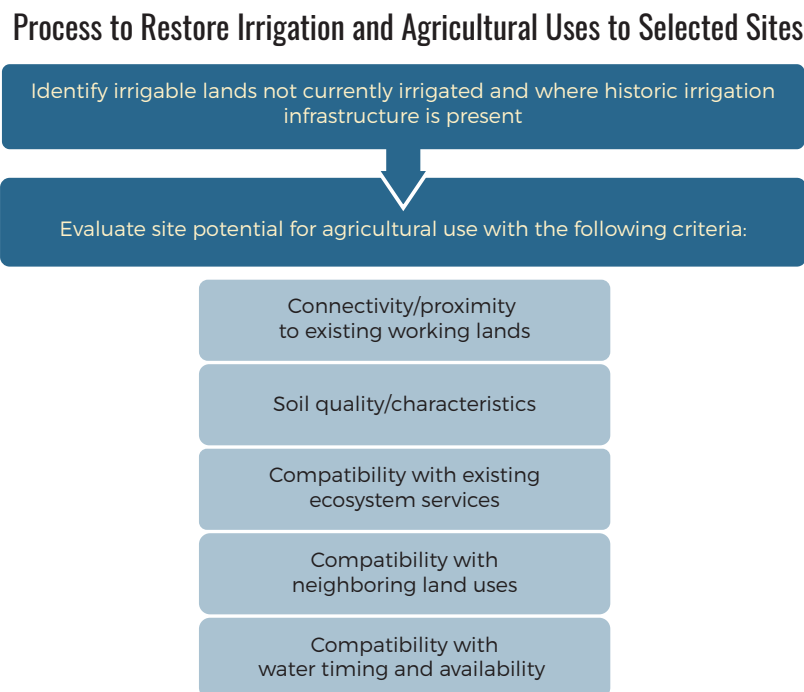 Process to Restore Irrigation and Agricultural Uses to Selected Sites
Identify irrigable lands not currently irrigated and where historic irrigation
infrastructure is present
Evaluate site potential for agricultural use with the following criteria:
Connectivity/proximity
to existing working lands
Soil quality/characteristics
Compatibility with existing
ecosystem services
Compatibility with
neighboring land uses
Compatibility with
water timing and availability